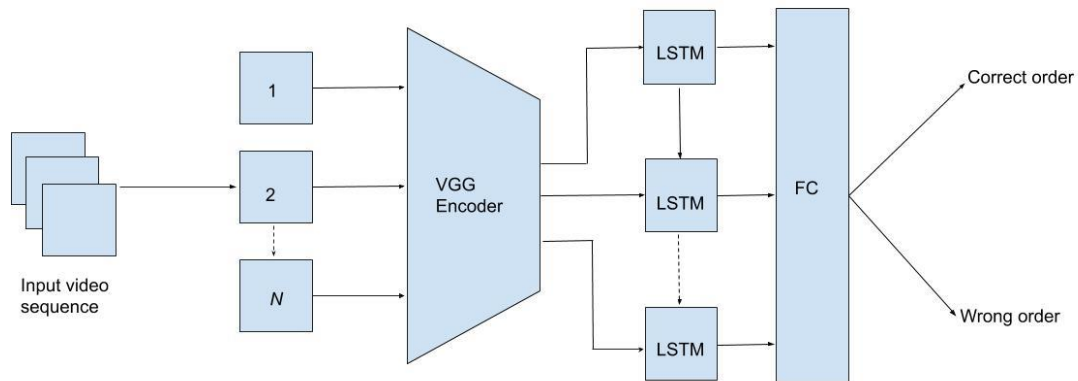 Input video
sequence
1
2
N
VGG
Encoder
LSTM
LSTM
LSTM
FC
Correct order
Wrong order